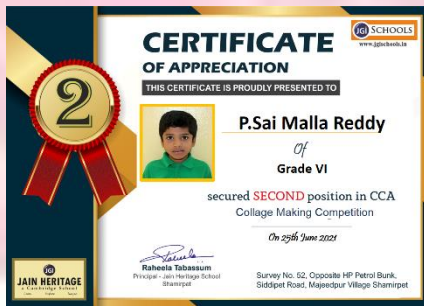 JGI SCHOOLS
www.jgischools.in
CERTIFICATE
OF APPRECIATION
THIS CERTIFICATE IS PROUDLY PRESENTED TO
2
P.Sai Malla Reddy
Of
Grade VI
secured SECOND position in CCA
Collage Making Competition
On 25th June 2021
Raheela Tabassum
Principal - Jain Heritage School
Shamirpet
Survey No. 52, Opposite HP Petrol Bunk,
Siddipet Road, Majeedpur Village Shamirpet
JGI
JAIN HERITAGE
a Cambridge School